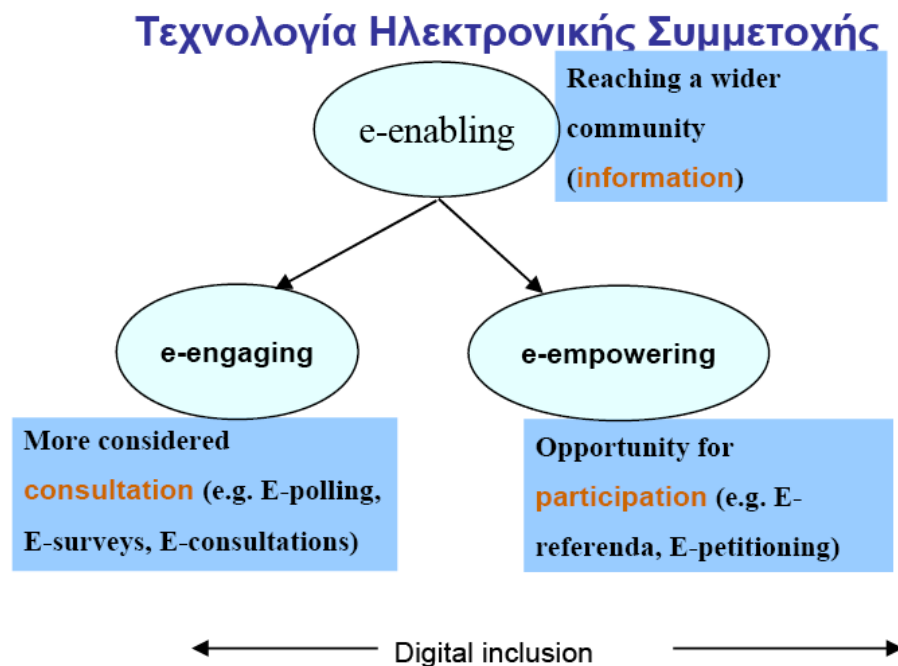 Τεχνολογία Ηλεκτρονικής Συμμετοχής
e-enabling
Reaching a wider
community
(information)
e-engaging
e-empowering
More considered
consultation (e.g. E-polling,
E-surveys, E-consultations)
Opportunity for
participation (e.g. E-
referenda, E-petitioning)
Digital inclusion